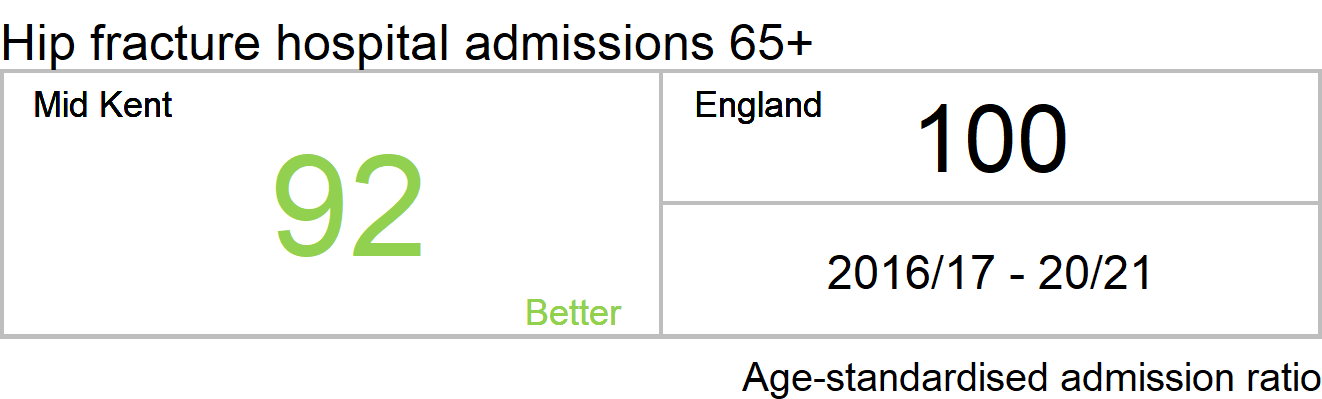 Hip fracture hospital admissions 65+
Mid Kent
92
Better
England
100
2016/17 - 20/21
Age-standardised admission ratio